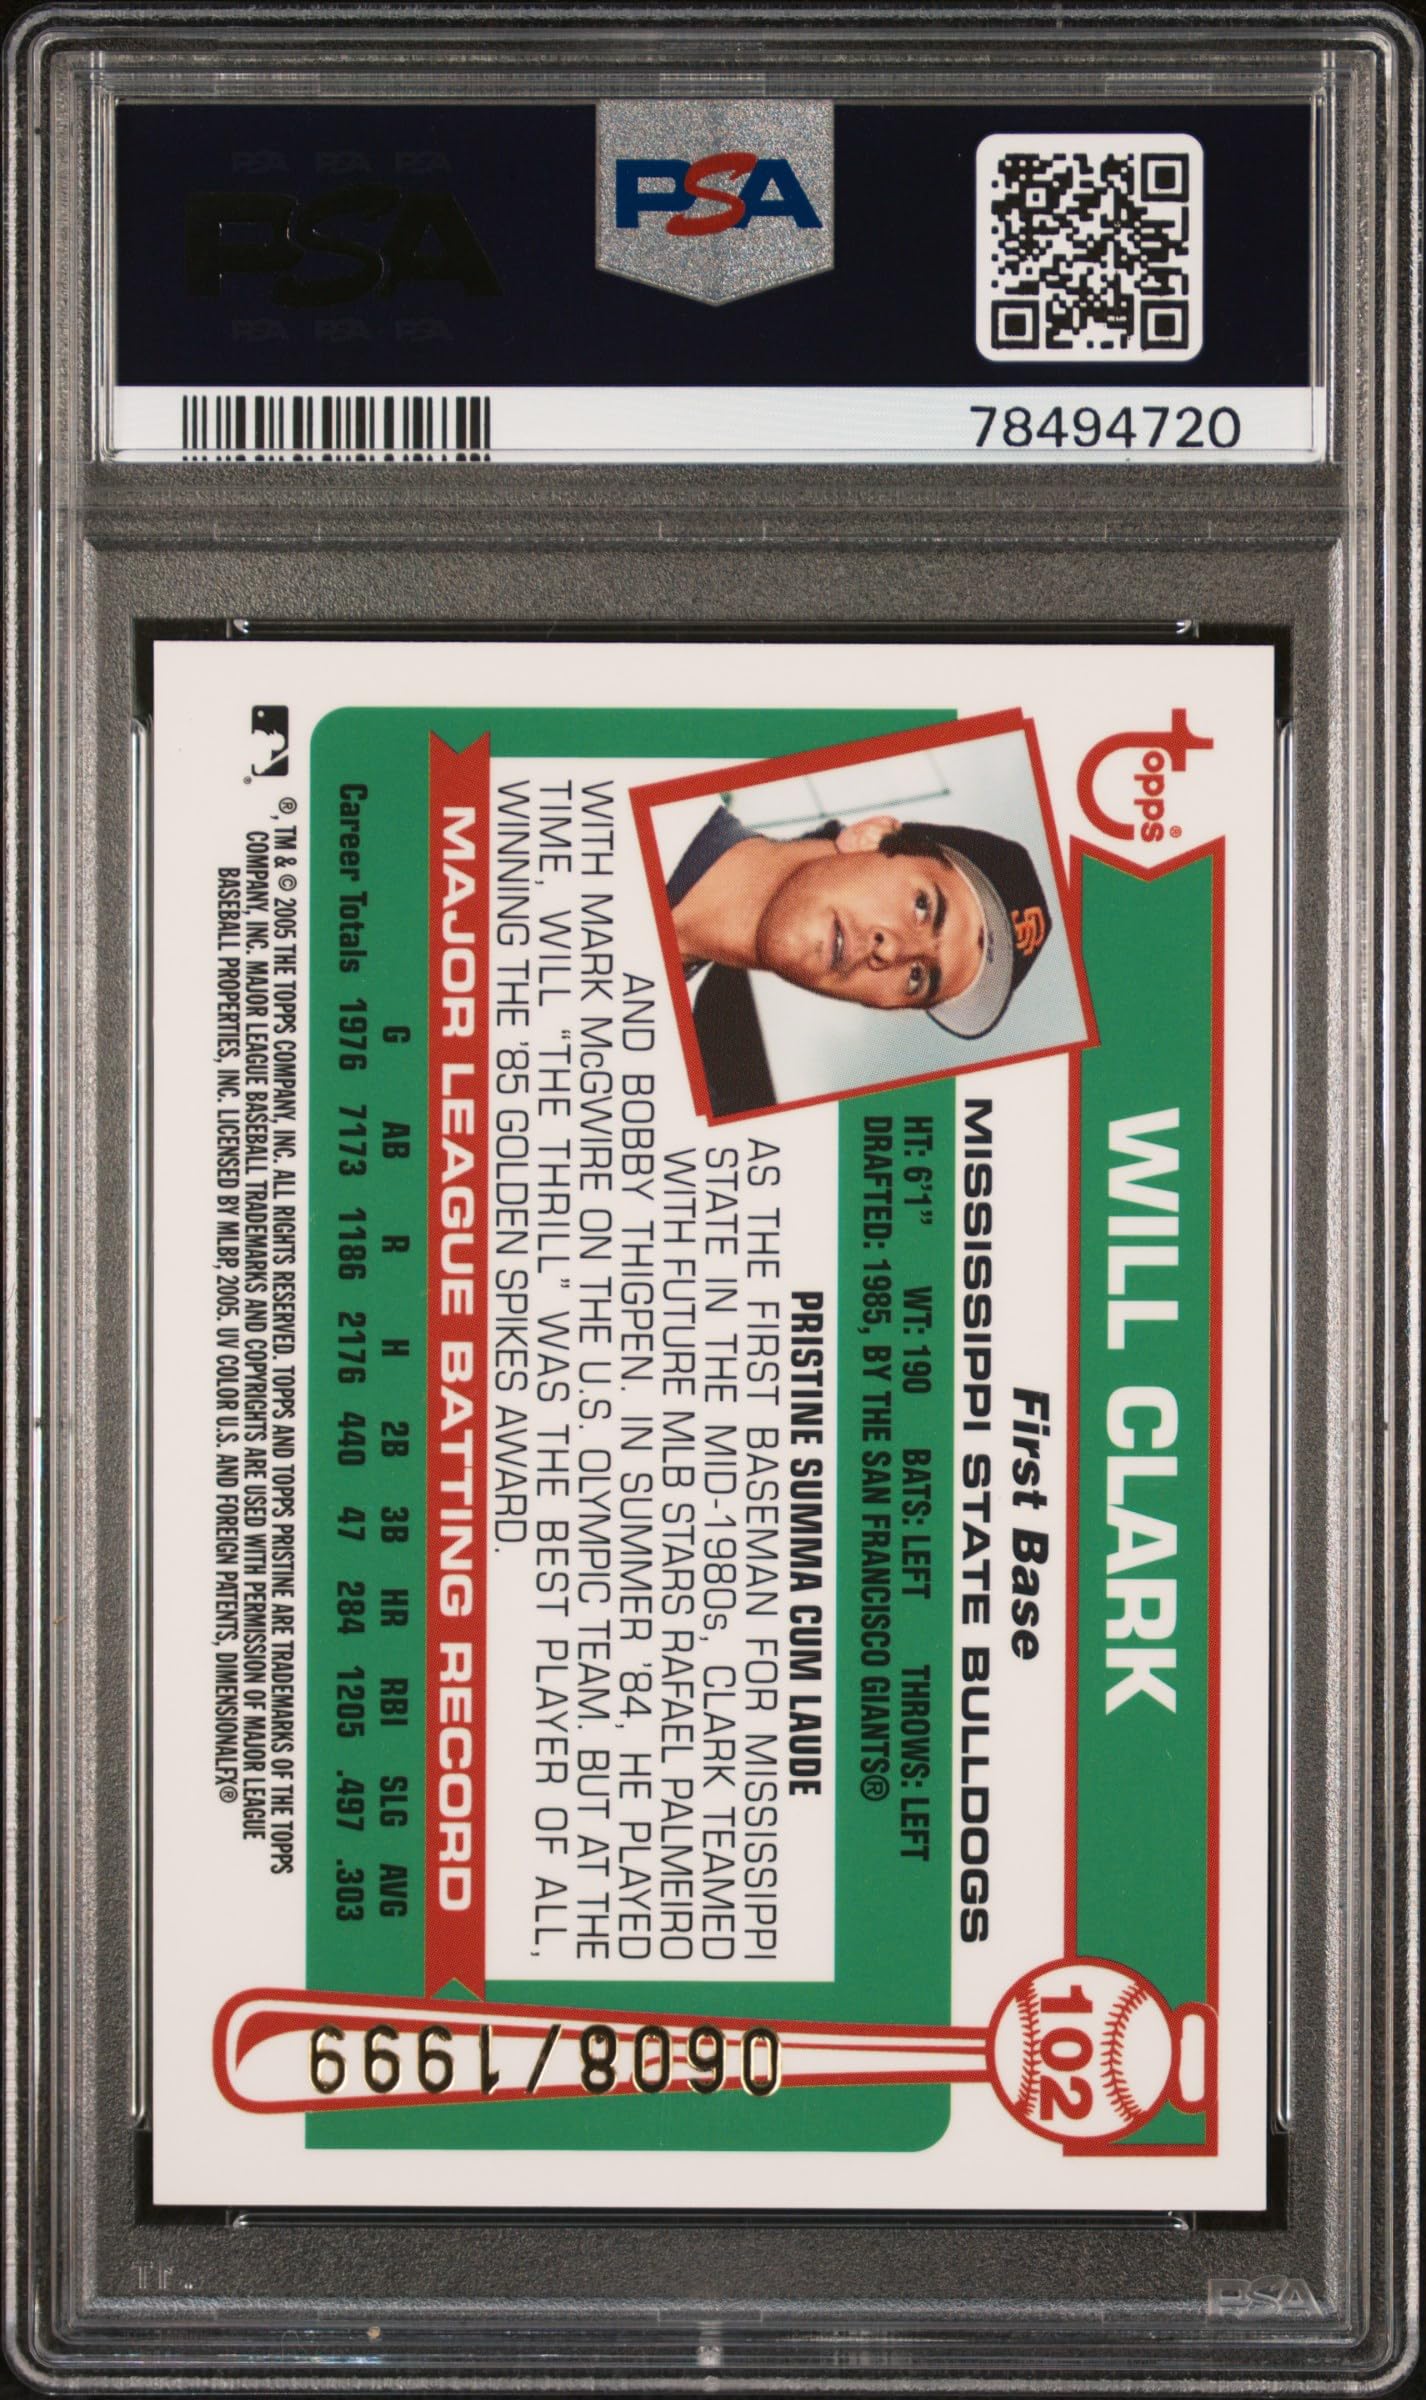 PSA PSA PSA
PSA
PSA PSA PSA
PSA
78494720
topps®
WILL CLARK
102
First Base
MISSISSIPPI STATE BULLDOGS
HT: 6'1" WT: 190 BATS: LEFT THROWS: LEFT
DRAFTED: 1985, BY THE SAN FRANCISCO GIANTS®
PRISTINE SUMMA CUM LAUDE
AS THE FIRST BASEMAN FOR MISSISSIPPI
STATE IN THE MID-1980s, CLARK TEAMED
WITH FUTURE MLB STARS RAFAEL PALMEIRO
AND BOBBY THIGPEN. IN SUMMER '84, HE PLAYED
WITH MARK McGWIRE ON THE U.S. OLYMPIC TEAM. BUT AT THE
TIME, WILL “THE THRILL” WAS THE BEST PLAYER OF ALL,
WINNING THE '85 GOLDEN SPIKES AWARD.
MAJOR LEAGUE BATTING RECORD
G AB R H 2B 3B HR RBI SLG AVG
Career Totals 1976 7173 1186 2176 440 47 284 1205 .497 .303
0608/1999
®, TM & © 2005 THE TOPPS COMPANY, INC. ALL RIGHTS RESERVED. TOPPS AND TOPPS PRISTINE ARE TRADEMARKS OF THE TOPPS
COMPANY, INC. MAJOR LEAGUE BASEBALL TRADEMARKS AND COPYRIGHTS ARE USED WITH PERMISSION OF MAJOR LEAGUE
BASEBALL PROPERTIES, INC. LICENSED BY MLBP, 2005. UV COLOR U.S. AND FOREIGN PATENTS, DIMENSIONALFX®
PSA